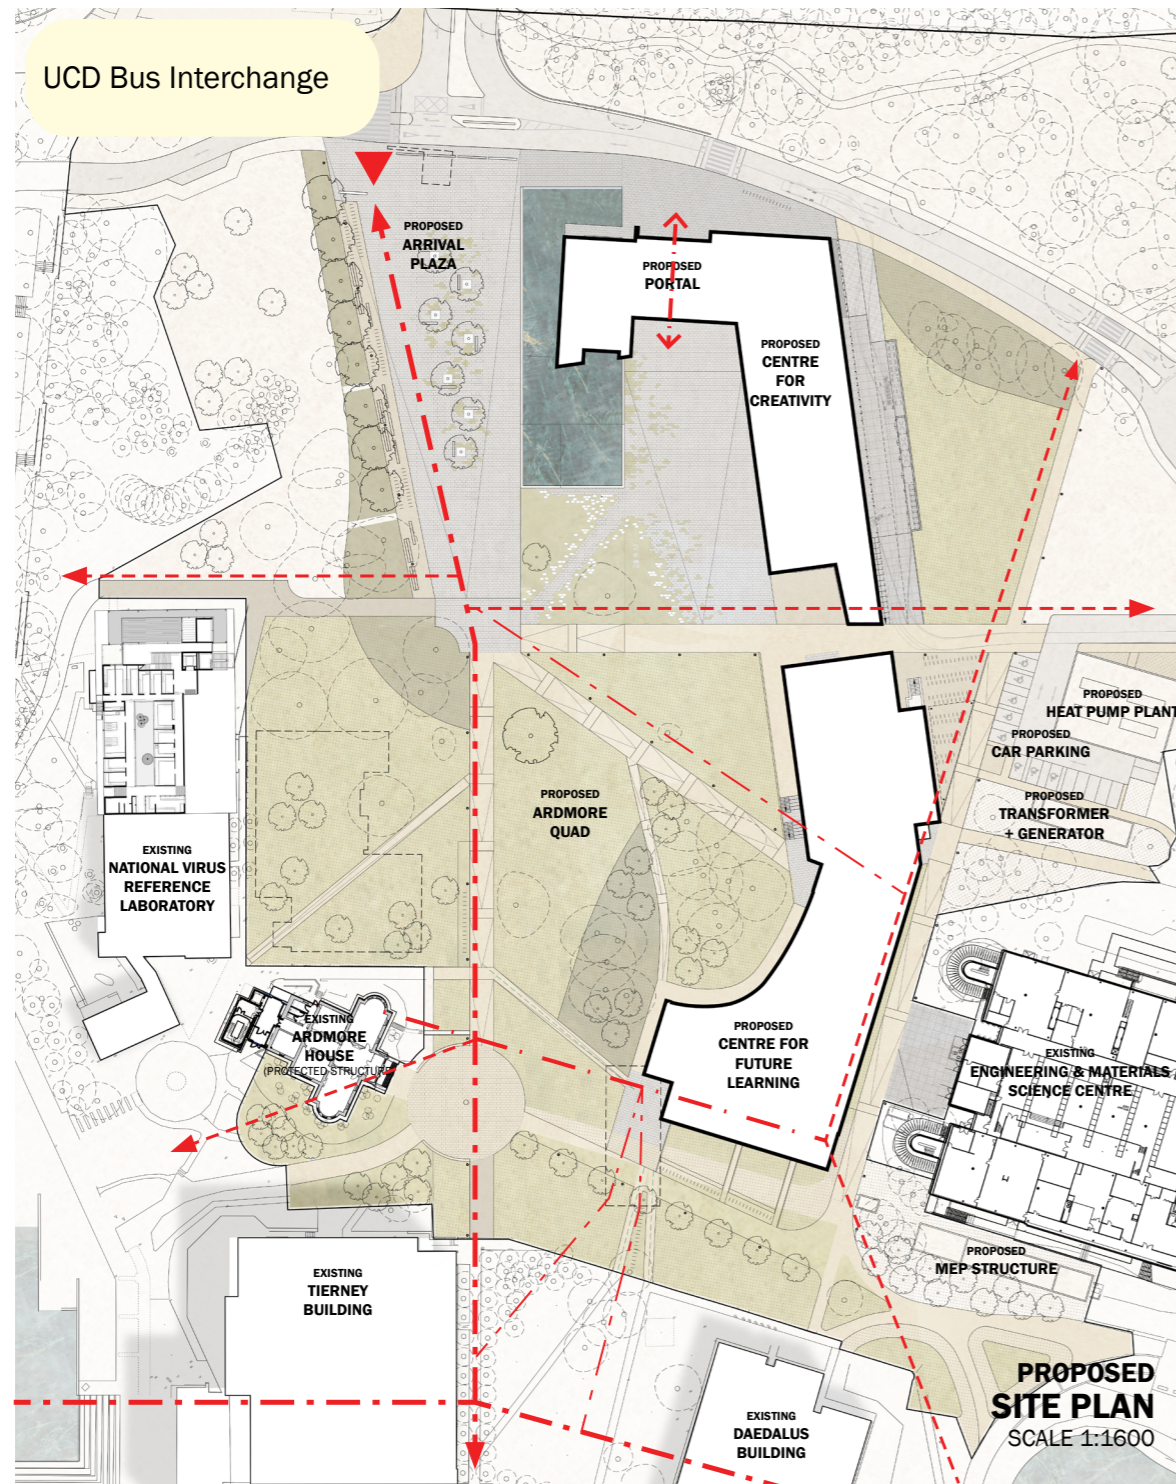 UCD Bus Interchange
PROPOSED
ARRIVAL
PLAZA
PROPOSED
PORTAL
PROPOSED
CENTRE
FOR
CREATIVITY
PROPOSED
HEAT PUMP PLANT
PROPOSED
CAR PARKING
PROPOSED
TRANSFORMER
+ GENERATOR
PROPOSED
ARDMORE
QUAD
EXISTING
NATIONAL VIRUS
REFERENCE
LABORATORY
EXISTING
ARDMORE
HOUSE
(PROTECTED STRUCTURE)
PROPOSED
CENTRE FOR
FUTURE
LEARNING
EXISTING
ENGINEERING & MATERIALS
SCIENCE CENTRE
PROPOSED
MEP STRUCTURE
EXISTING
TIERNEY
BUILDING
EXISTING
DAEDALUS
BUILDING
PROPOSED
SITE PLAN
SCALE 1:1600